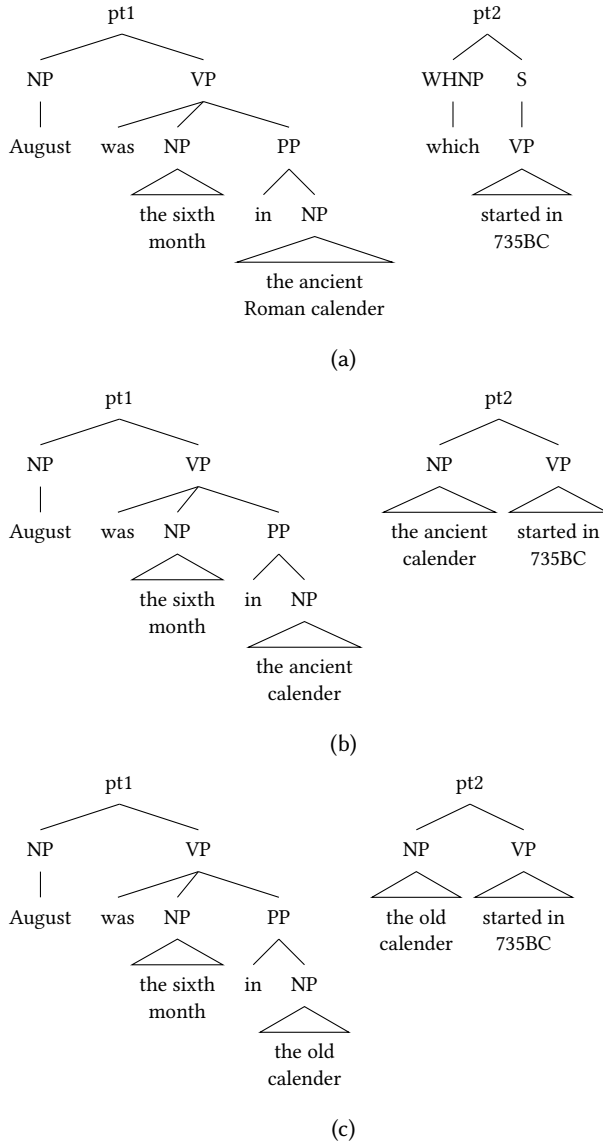 pt1 pt2
NP VP WHNP S
August was NP PP which VP
the sixth in NP started in
month 735BC
the ancient
Roman calender
(a)
pt1 pt2
NP VP NP VP
August was NP PP the ancient started in
calender 735BC
the sixth in NP
month
the ancient
calender
(b)
pt1 pt2
NP VP NP VP
August was NP PP the old started in
calender 735BC
the sixth in NP
month
the old
calender
(c)